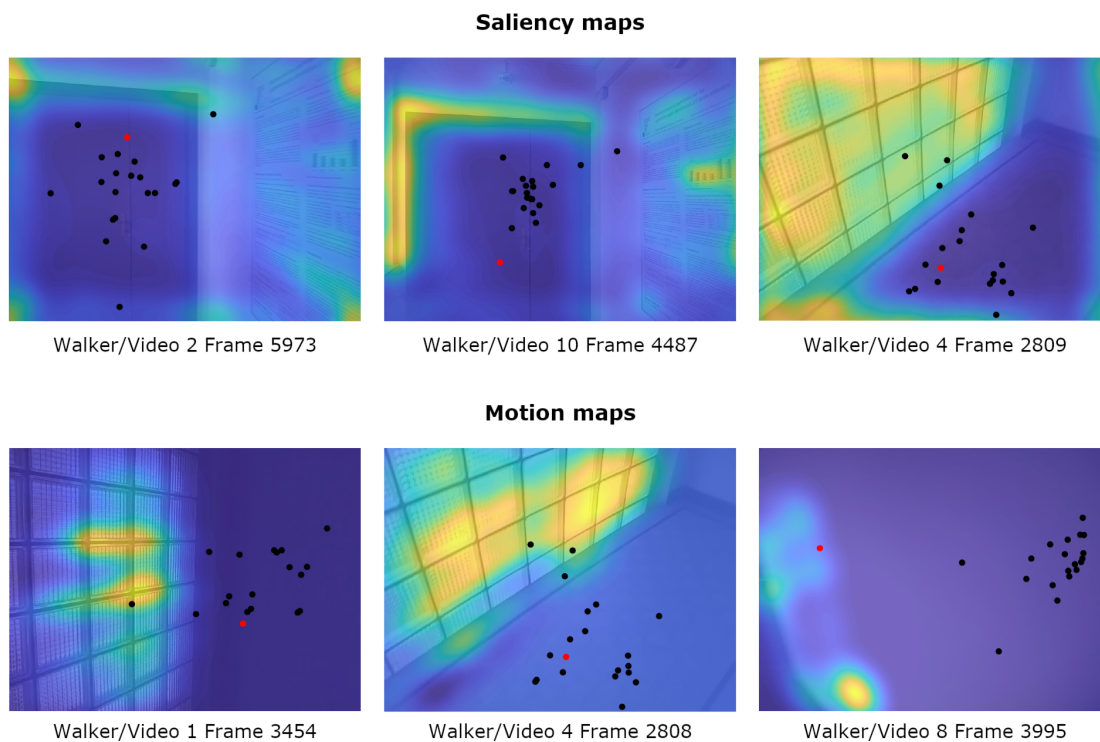 Saliency maps
Walker/Video 2 Frame 5973
Walker/Video 10 Frame 4487
Walker/Video 4 Frame 2809
Motion maps
Walker/Video 1 Frame 3454
Walker/Video 4 Frame 2808
Walker/Video 8 Frame 3995